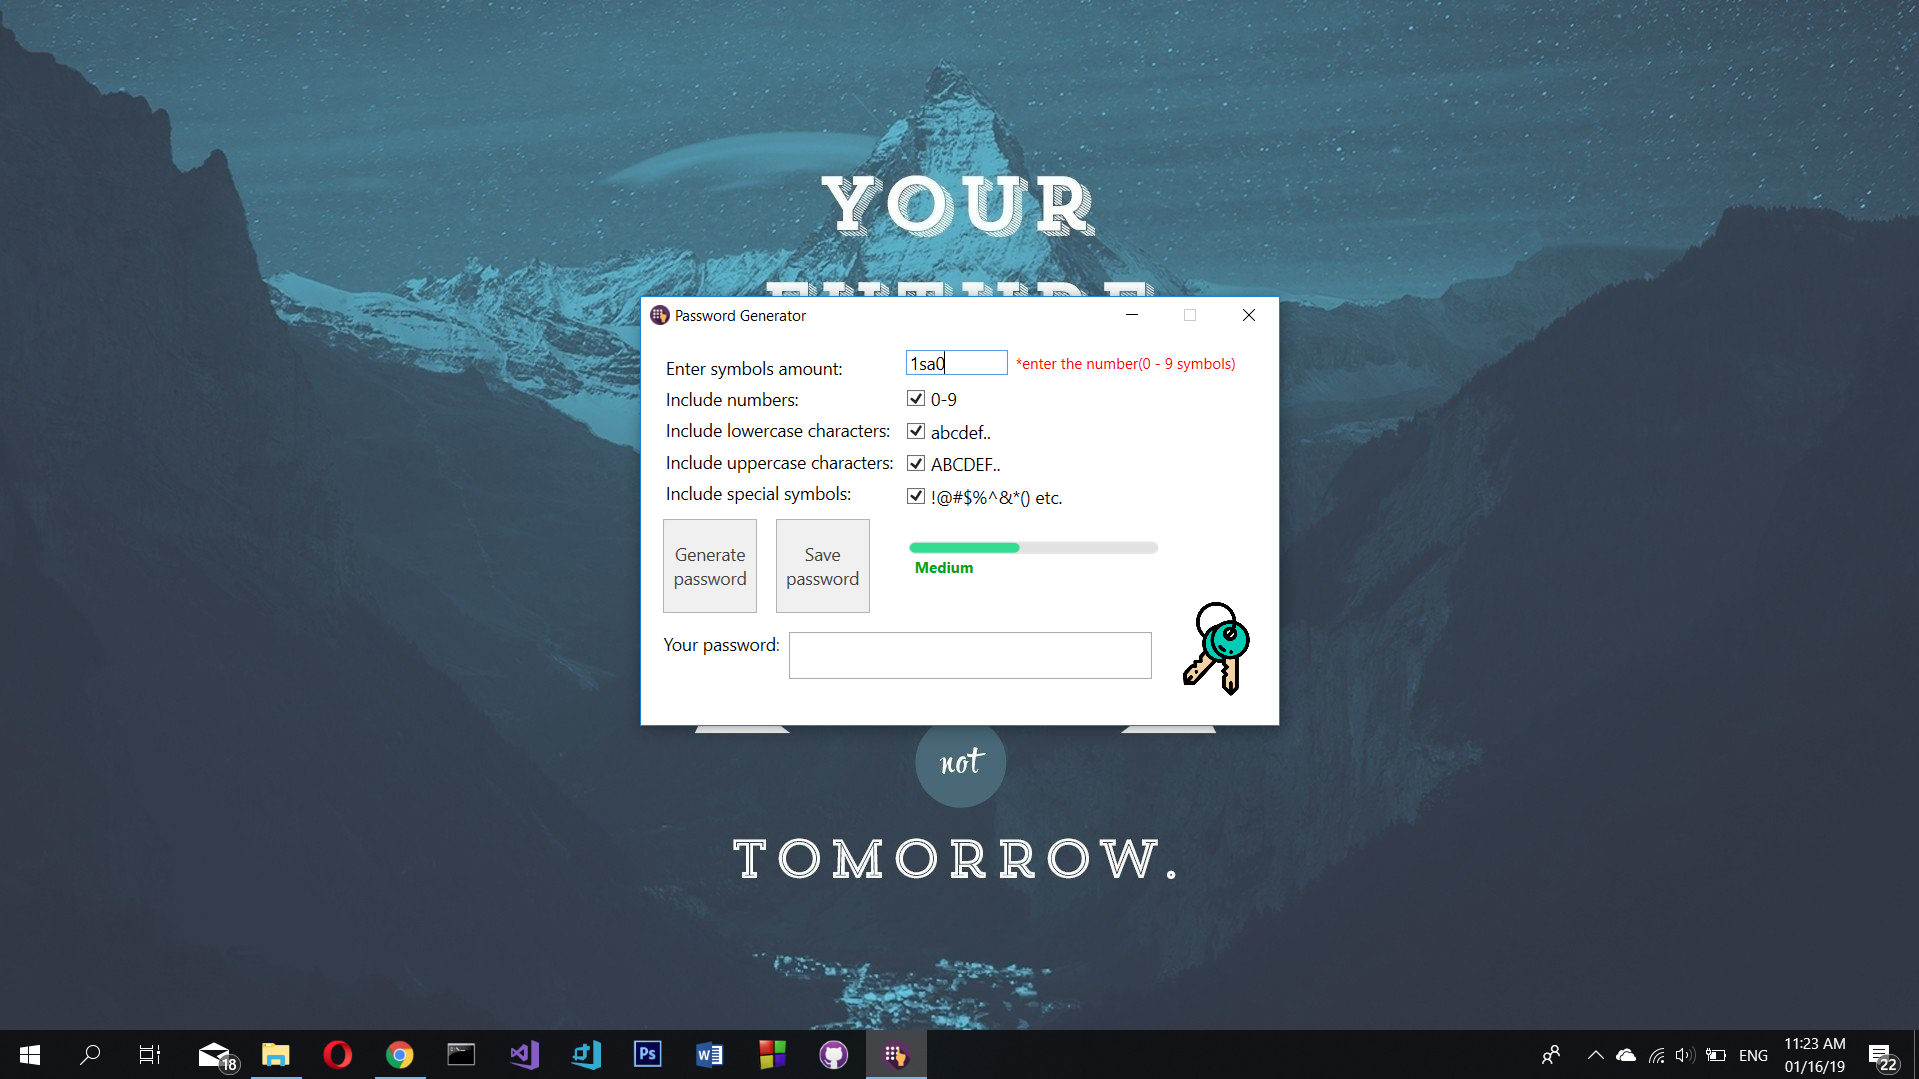 YOUR
Password Generator
Enter symbols amount:
1sa0
*enter the number(0 - 9 symbols)
Include numbers:
0-9
Include lowercase characters:
abcdef..
Include uppercase characters:
ABCDEF..
Include special symbols:
!@#$%^&*() etc.
Generate
password
Save
password
Medium
Your password:
not
TOMORROW.
18
Ps
W
ENG
11:23 AM
01/16/19
22